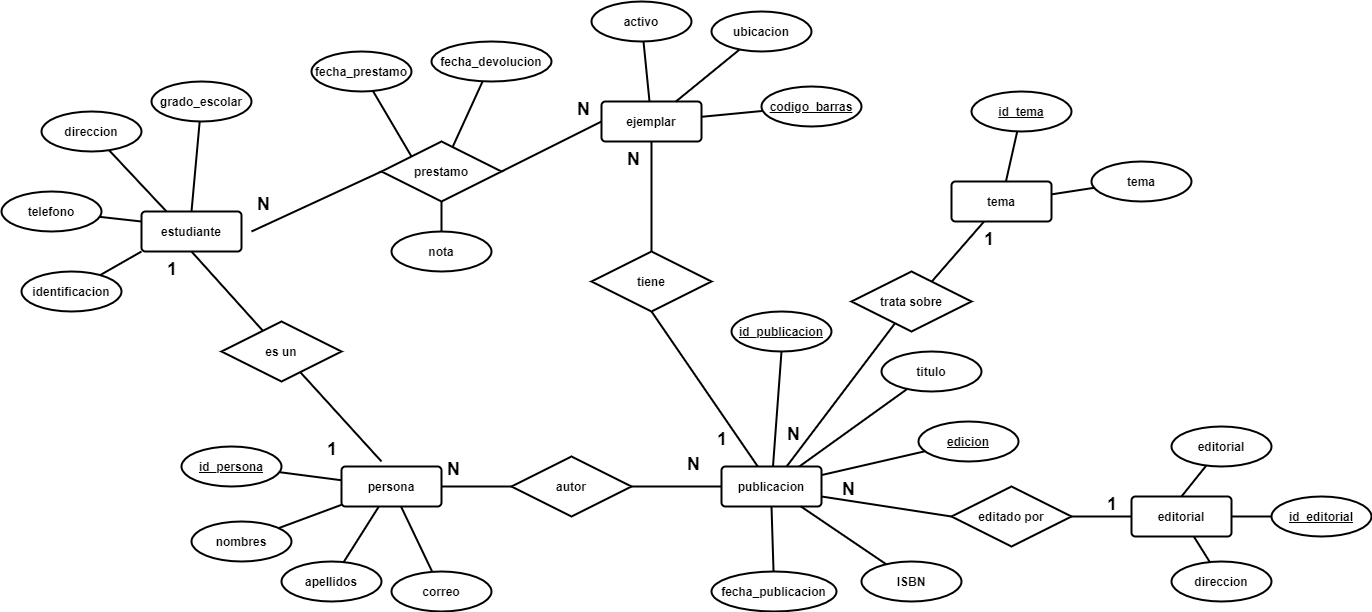 activo
ubicacion
fecha_prestamo
fecha_devolucion
codigo_barras
N
ejemplar
grado_escolar
direccion
id_tema
N
prestamo
tema
telefono
N
estudiante
tema
nota
1
1
identificacion
tiene
trata sobre
es un
id_publicacion
titulo
1
1
N
edicion
editorial
id_persona
N
N
persona
autor
publicacion
N
1
editado por
editorial
id_editorial
nombres
apellidos
correo
fecha_publicacion
ISBN
direccion